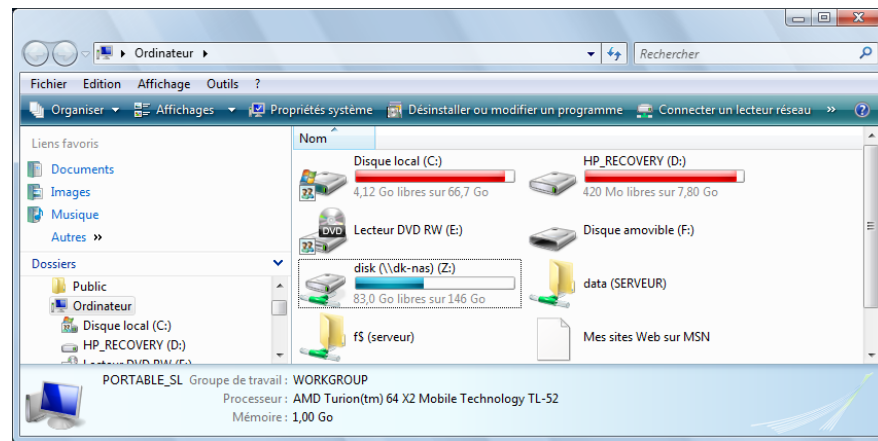 Ordinateur
Rechercher
Fichier Edition Affichage Outils ?
Organiser Affichages Propriétés système Désinstaller ou modifier un programme Connecter un lecteur réseau » ?
Liens favoris
Documents
Images
Musique
Autres »
Dossiers
Public
Ordinateur
Disque local (C:)
HP_RECOVERY (D:)
Lecteur DVD RW (E:)
Nom
Disque local (C:)
4,12 Go libres sur 66,7 Go
HP_RECOVERY (D:)
420 Mo libres sur 7,80 Go
DVD
Lecteur DVD RW (E:)
Disque amovible (F:)
disk (\\dk-nas) (Z:)
83,0 Go libres sur 146 Go
data (SERVEUR)
f$ (serveur)
Mes sites Web sur MSN
PORTABLE_SL Groupe de travail : WORKGROUP
Processeur : AMD Turion(tm) 64 X2 Mobile Technology TL-52
Mémoire : 1,00 Go